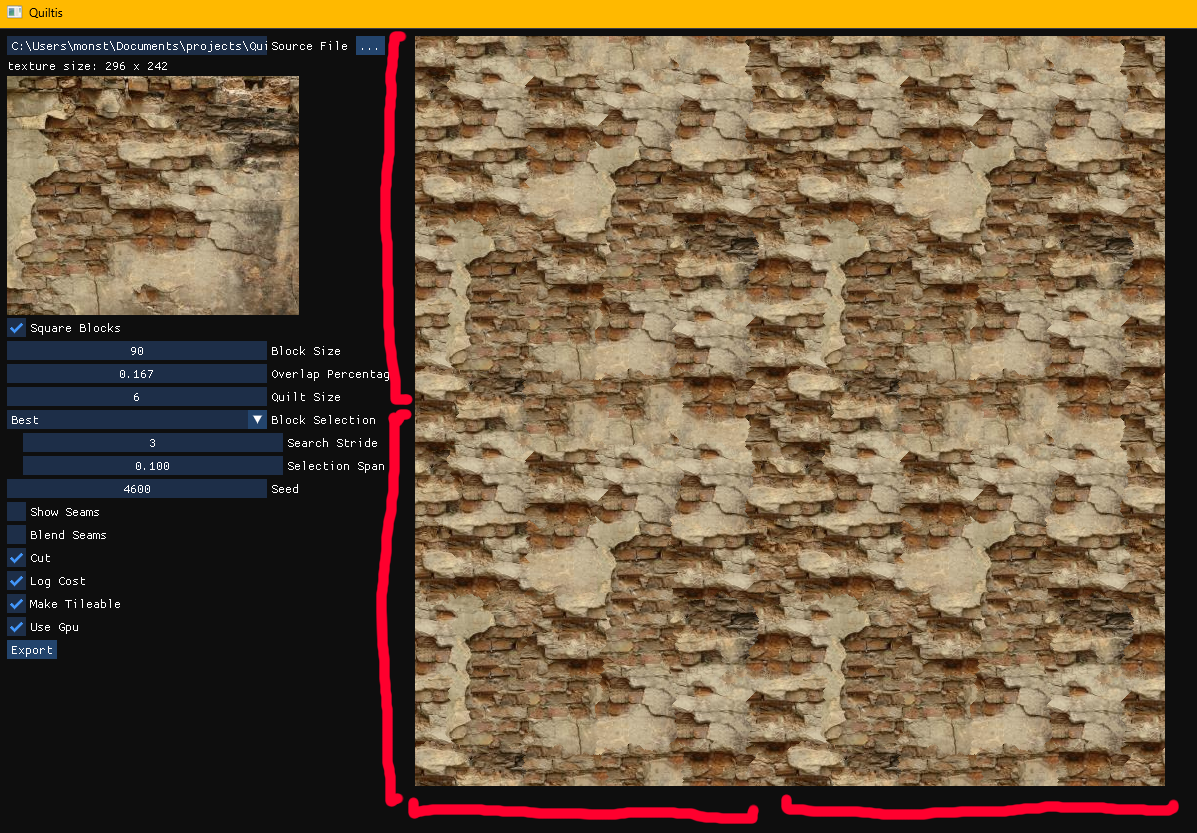 Quiltis
C:\Users\monst\Documents\projects\Qui Source File ...
texture size: 296 x 242
Square Blocks
90 Block Size
0.167 Overlap Percentag
6 Quilt Size
Best Block Selection
3 Search Stride
0.100 Selection Span
4600 Seed
Show Seams
Blend Seams
Cut
Log Cost
Make Tileable
Use Gpu
Export